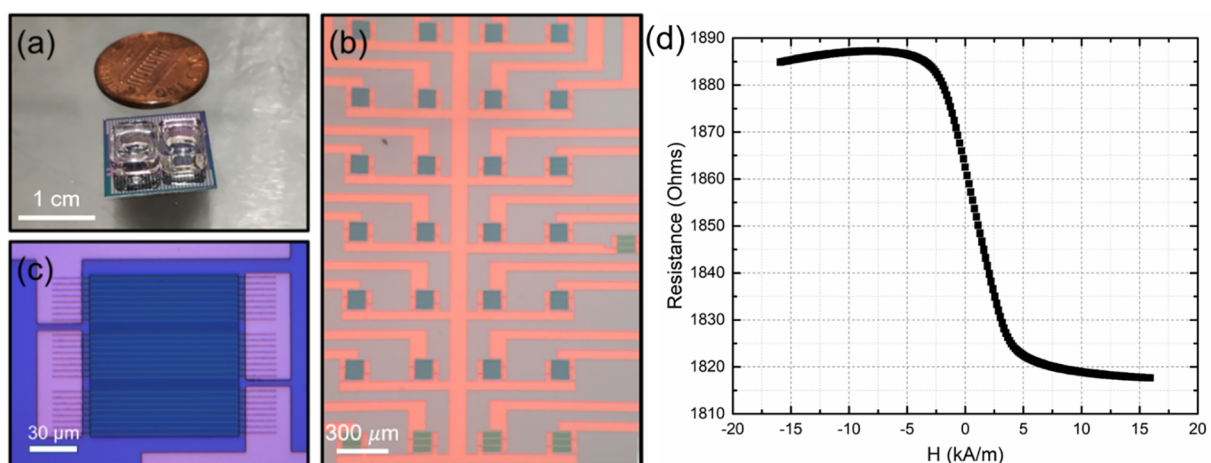 (a)
1 cm
(b)
300 μm
(c)
30 μm
(d)
Resistance (Ohms)
1890
1880
1870
1860
1850
1840
1830
1820
1810
-20 -15 -10 -5 0 5 10 15 20
H (kA/m)